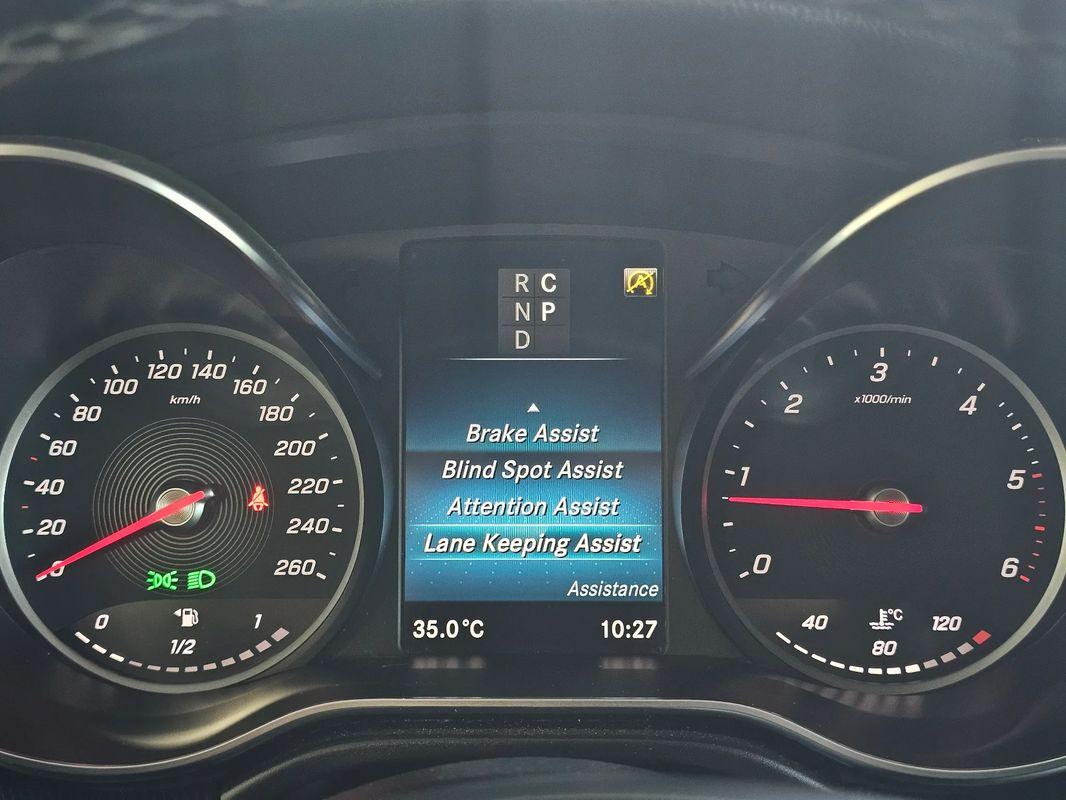 R C
N P
D
A
Brake Assist
Blind Spot Assist
Attention Assist
Lane Keeping Assist
Assistance
35.0°C
10:27
0
20
40
60
80
100
120
140
160
180
200
220
240
260
km/h
0
1/2
1
0
1
2
3
4
5
6
x1000/min
40
80
120
°C